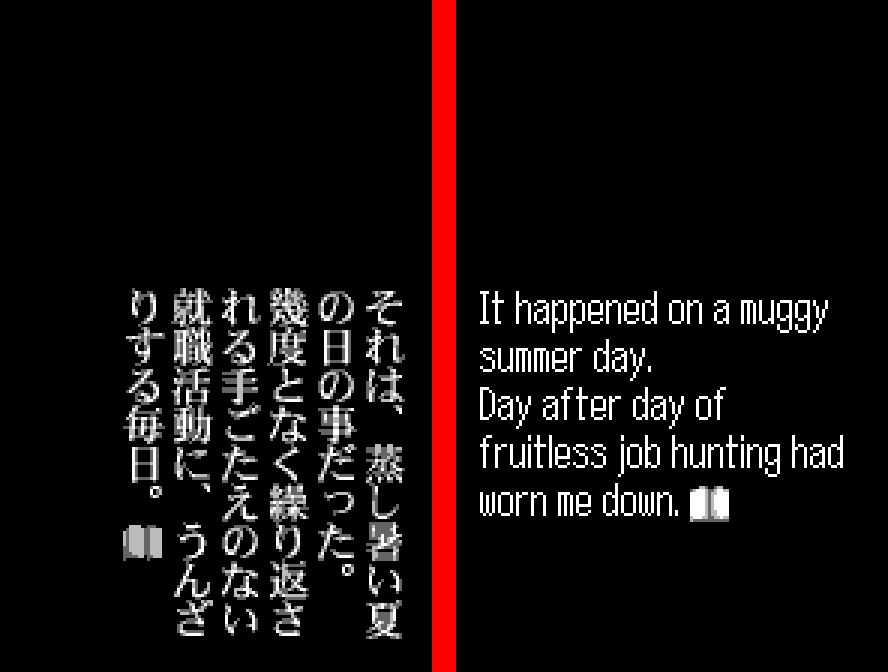 それは、蒸し暑い夏
の日の事だった。
幾度となく繰り返さ
れる手ごたえのない
就職活動に、うんざ
りする毎日。
It happened on a muggy
summer day.
Day after day of
fruitless job hunting had
worn me down.